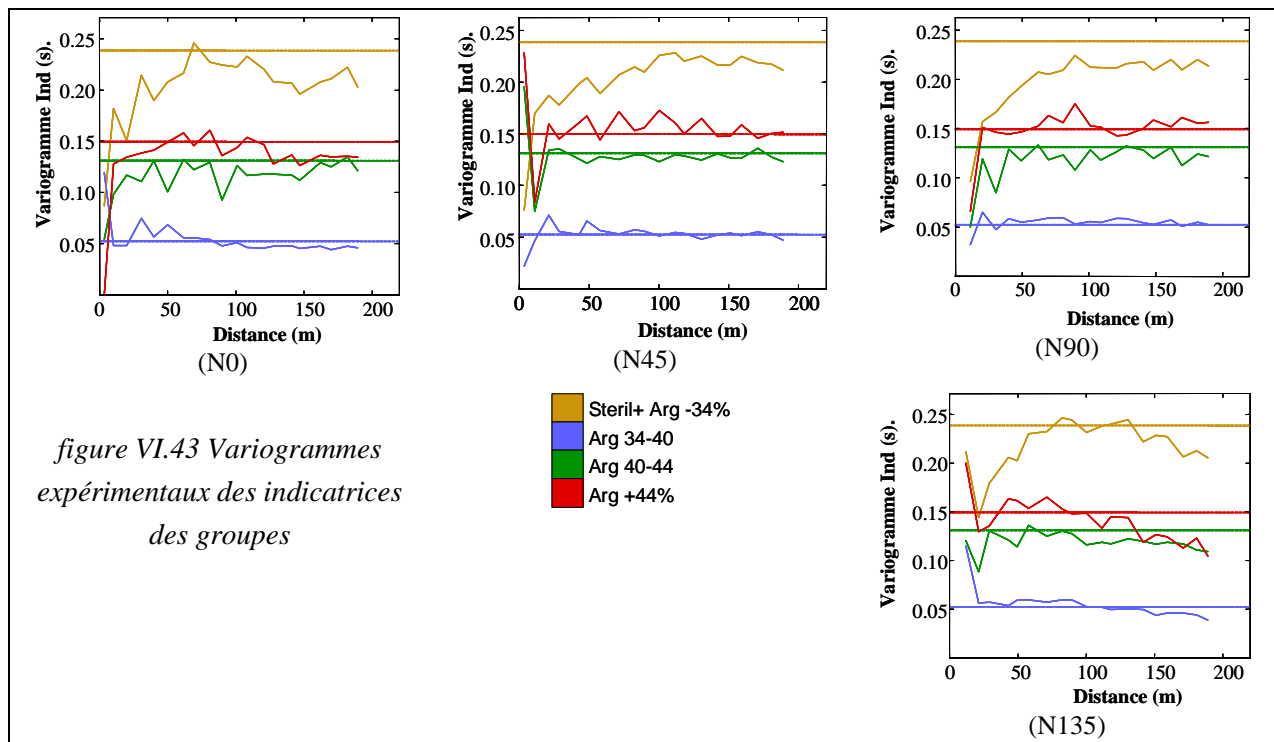 Variogramme Ind (s).
0.25
0.20
0.15
0.10
0.05
0
50
100
150
200
Distance (m)
(N0)
Variogramme Ind (s).
0.25
0.20
0.15
0.10
0.05
0
50
100
150
200
Distance (m)
(N45)
Variogramme Ind (s).
0.25
0.20
0.15
0.10
0.05
0
50
100
150
200
Distance (m)
(N90)
figure VI.43 Variogrammes
expérimentaux des indicatrices
des groupes
Steril+ Arg -34%
Arg 34-40
Arg 40-44
Arg +44%
Variogramme Ind (s).
0.25
0.20
0.15
0.10
0.05
0
50
100
150
200
Distance (m)
(N135)